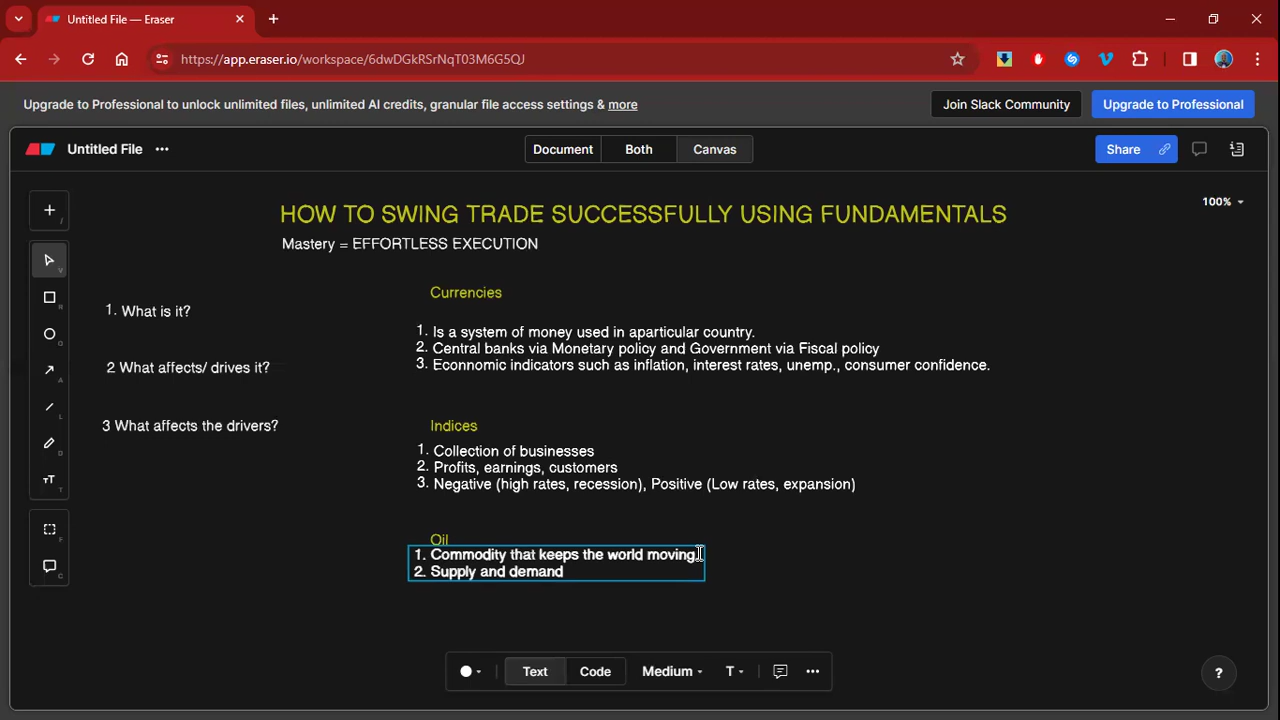 Untitled File — Eraser
https://app.eraser.io/workspace/6dwDGkRSrNqT03M6G5QJ
Upgrade to Professional to unlock unlimited files, unlimited AI credits, granular file access settings & more
Join Slack Community
Upgrade to Professional
Untitled File
Document
Both
Canvas
Share
100%
HOW TO SWING TRADE SUCCESSFULLY USING FUNDAMENTALS
Mastery = EFFORTLESS EXECUTION
Currencies
1. What is it?
1. Is a system of money used in aparticular country.
2. Central banks via Monetary policy and Government via Fiscal policy
3. Econnomic indicators such as inflation, interest rates, unemp., consumer confidence.
2 What affects/ drives it?
3 What affects the drivers?
Indices
1. Collection of businesses
2. Profits, earnings, customers
3. Negative (high rates, recession), Positive (Low rates, expansion)
Oil
1. Commodity that keeps the world moving.
2. Supply and demand
Text
Code
Medium
T
?